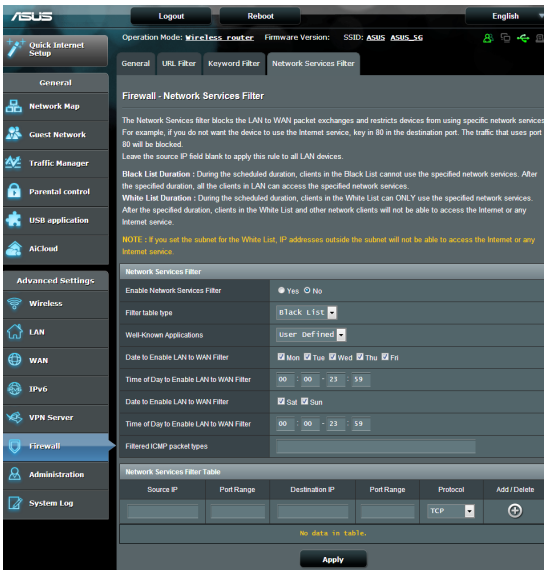 ASUS
Logout
Reboot
English
Quick Internet Setup
Operation Mode: Wireless router Firmware Version: SSID: ASUS ASUS_5G
General URL Filter Keyword Filter Network Services Filter
General
Network Map
Guest Network
Traffic Manager
Parental control
USB application
AiCloud
Advanced Settings
Wireless
LAN
WAN
IPv6
VPN Server
Firewall
Administration
System Log
Firewall - Network Services Filter
The Network Services filter blocks the LAN to WAN packet exchanges and restricts devices from using specific network services.
For example, if you do not want the device to use the Internet service, key in 80 in the destination port. The traffic that uses port
80 will be blocked.
Leave the source IP field blank to apply this rule to all LAN devices.
Black List Duration : During the scheduled duration, clients in the Black List cannot use the specified network services. After
the specified duration, all the clients in LAN can access the specified network services.
White List Duration : During the scheduled duration, clients in the White List can ONLY use the specified network services.
After the specified duration, clients in the White List and other network clients will not be able to access the Internet or any
Internet service.
NOTE : If you set the subnet for the White List, IP addresses outside the subnet will not be able to access the Internet or any
Internet service.
Network Services Filter
Enable Network Services Filter Yes No
Filter table type Black List
Well-Known Applications User Defined
Date to Enable LAN to WAN Filter Mon Tue Wed Thu Fri
Time of Day to Enable LAN to WAN Filter 00 : 00 - 23 : 59
Date to Enable LAN to WAN Filter Sat Sun
Time of Day to Enable LAN to WAN Filter 00 : 00 - 23 : 59
Filtered ICMP packet types
Network Services Filter Table
Source IP Port Range Destination IP Port Range Protocol Add / Delete
TCP
No data in table.
Apply